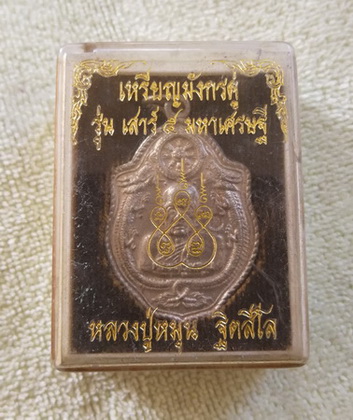 เหรียญมังกรคู่
รุ่น เสาร์ ๕ มหาเศรษฐี
หลวงปู่หมุน ฐิตสีโล